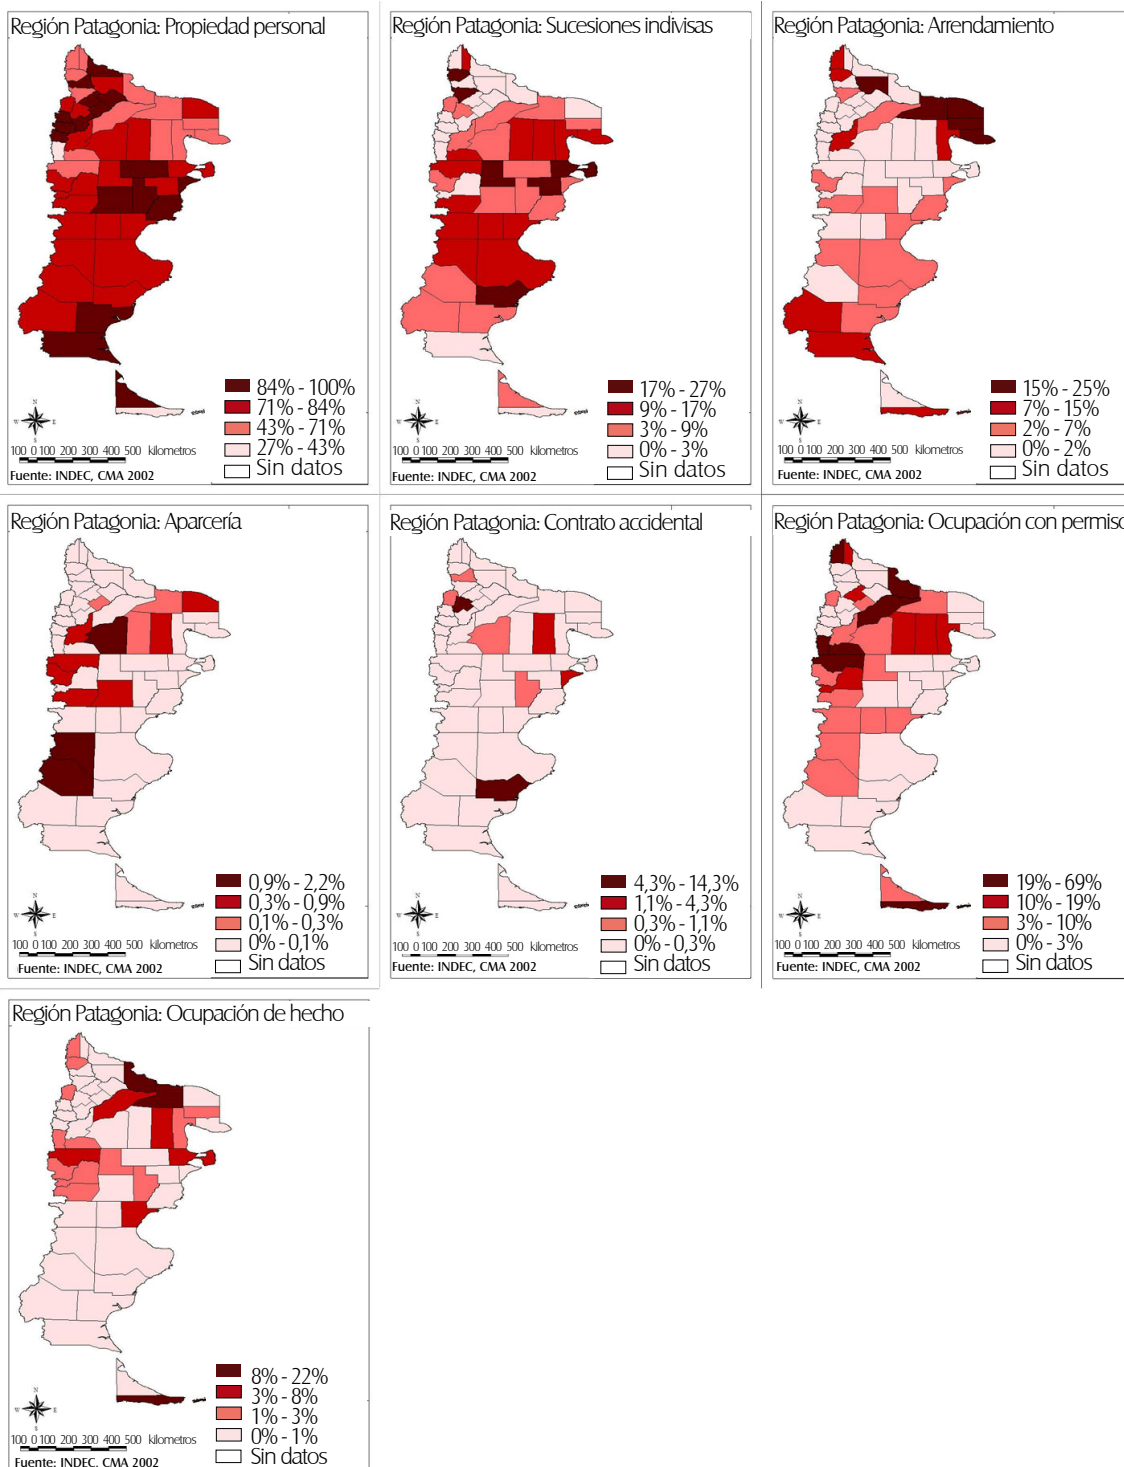 Región Patagonia: Propiedad personal
84% - 100%
71% - 84%
43% - 71%
27% - 43%
Sin datos
N
W E
S
100 0 100 200 300 400 500 kilometros
Fuente: INDEC, CMA 2002
Región Patagonia: Sucesiones indivisas
17% - 27%
9% - 17%
3% - 9%
0% - 3%
Sin datos
N
W E
S
100 0 100 200 300 400 500 kilometros
Fuente: INDEC, CMA 2002
Región Patagonia: Arrendamiento
15% - 25%
7% - 15%
2% - 7%
0% - 2%
Sin datos
N
W E
S
100 0 100 200 300 400 500 kilometros
Fuente: INDEC, CMA 2002
Región Patagonia: Aparcería
0,9% - 2,2%
0,3% - 0,9%
0,1% - 0,3%
0% - 0,1%
Sin datos
N
W E
S
100 0 100 200 300 400 500 kilometros
Fuente: INDEC, CMA 2002
Región Patagonia: Contrato accidental
4,3% - 14,3%
1,1% - 4,3%
0,3% - 1,1%
0% - 0,3%
Sin datos
N
W E
S
100 0 100 200 300 400 500 kilometros
Fuente: INDEC, CMA 2002
Región Patagonia: Ocupación con permiso
19% - 69%
10% - 19%
3% - 10%
0% - 3%
Sin datos
N
W E
S
100 0 100 200 300 400 500 kilometros
Fuente: INDEC, CMA 2002
Región Patagonia: Ocupación de hecho
8% - 22%
3% - 8%
1% - 3%
0% - 1%
Sin datos
N
W E
S
100 0 100 200 300 400 500 kilometros
Fuente: INDEC, CMA 2002